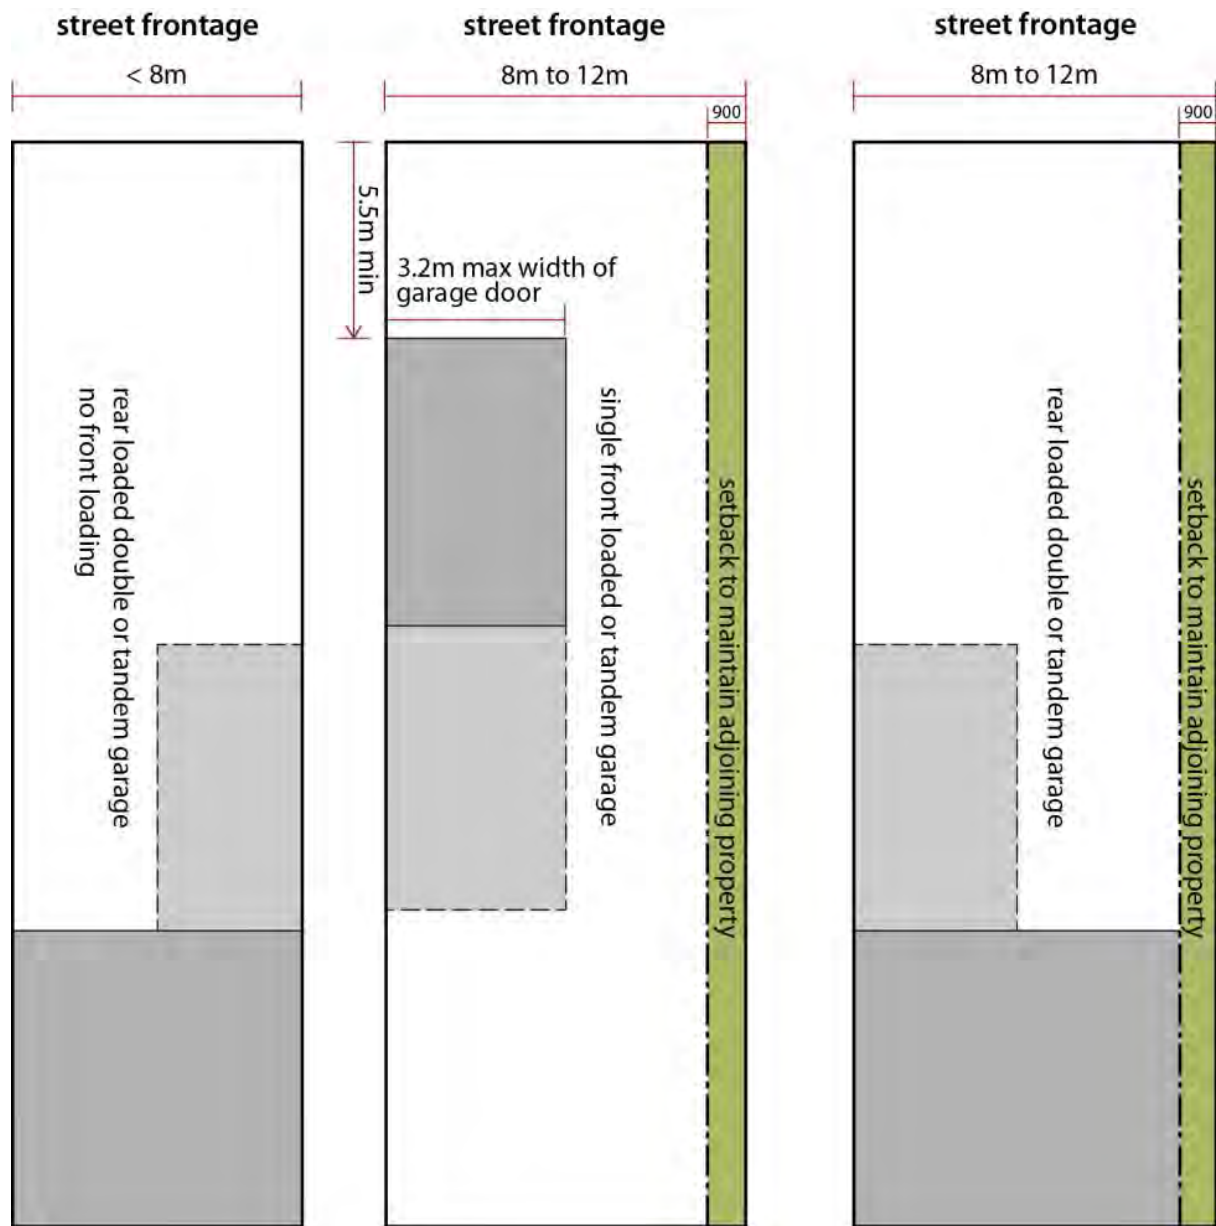 street frontage
< 8m
rear loaded double or tandem garage
no front loading
street frontage
8m to 12m
900
5.5m min
3.2m max width of
garage door
single front loaded or tandem garage
setback to maintain adjoining property
street frontage
8m to 12m
900
rear loaded double or tandem garage
setback to maintain adjoining property